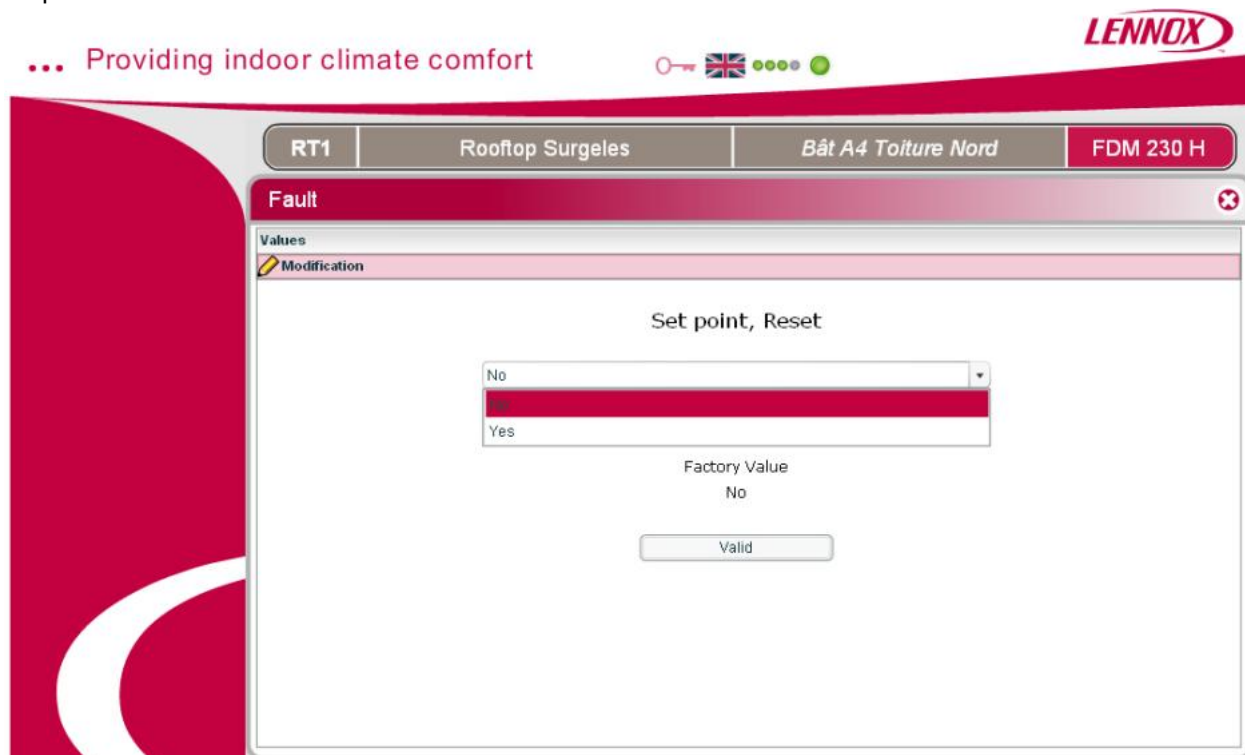 LENNOX
... Providing indoor climate comfort
RT1 Rooftop Surgeles Bât A4 Toiture Nord FDM 230 H
Fault
Values
Modification
Set point, Reset
No
No
Yes
Factory Value
No
Valid